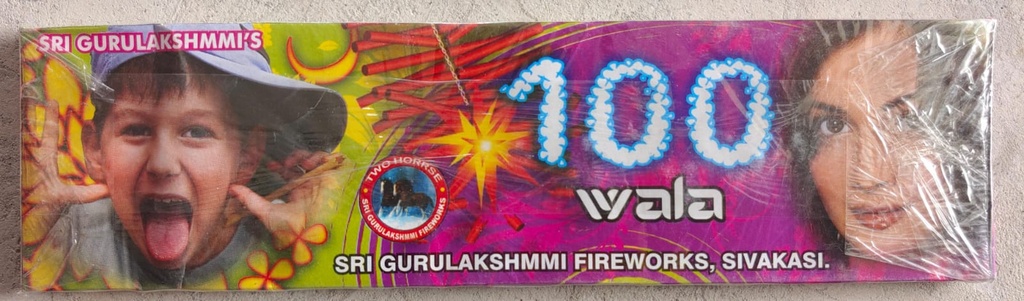 SRI GURULAKSHMMI'S
100
wala
TWO HORRSE
SRI GURULAKSHMMI FIREWORKS
SRI GURULAKSHMMI FIREWORKS, SIVAKASI.